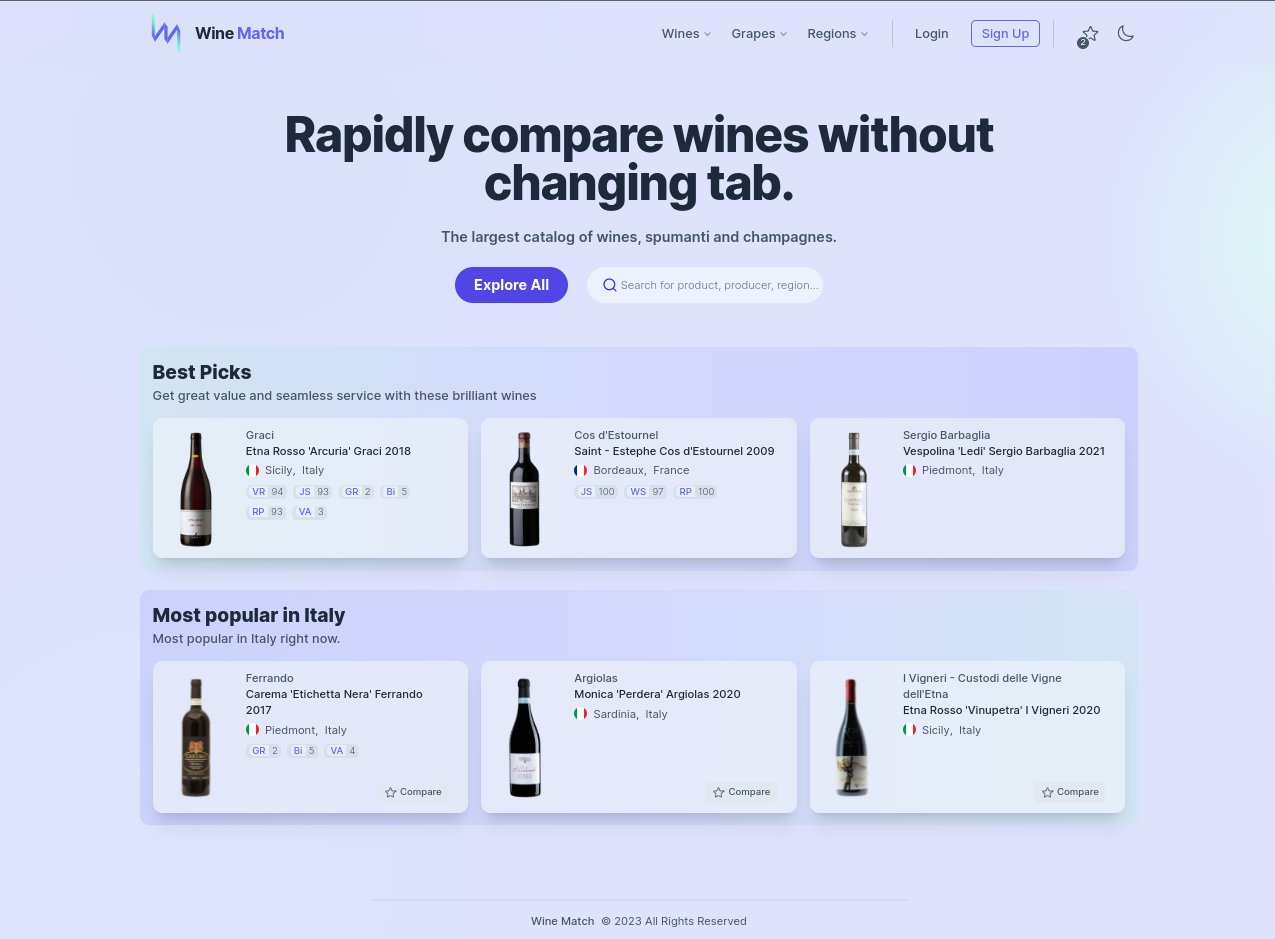 Wine Match
Wines
Grapes
Regions
Login
Sign Up
2
Rapidly compare wines without
changing tab.
The largest catalog of wines, spumanti and champagnes.
Explore All
Search for product, producer, region...
Best Picks
Get great value and seamless service with these brilliant wines
Graci
Etna Rosso 'Arcuria' Graci 2018
Sicily, Italy
VR 94 JS 93 GR 2 Bi 5
RP 93 VA 3
Cos d'Estournel
Saint - Estephe Cos d'Estournel 2009
Bordeaux, France
JS 100 WS 97 RP 100
Sergio Barbaglia
Vespolina 'Ledi' Sergio Barbaglia 2021
Piedmont, Italy
Most popular in Italy
Most popular in Italy right now.
Ferrando
Carema 'Etichetta Nera' Ferrando
2017
Piedmont, Italy
GR 2 Bi 5 VA 4
Compare
Argiolas
Monica 'Perdera' Argiolas 2020
Sardinia, Italy
Compare
I Vigneri - Custodi delle Vigne
dell'Etna
Etna Rosso 'Vinupetra' I Vigneri 2020
Sicily, Italy
Compare
Wine Match © 2023 All Rights Reserved